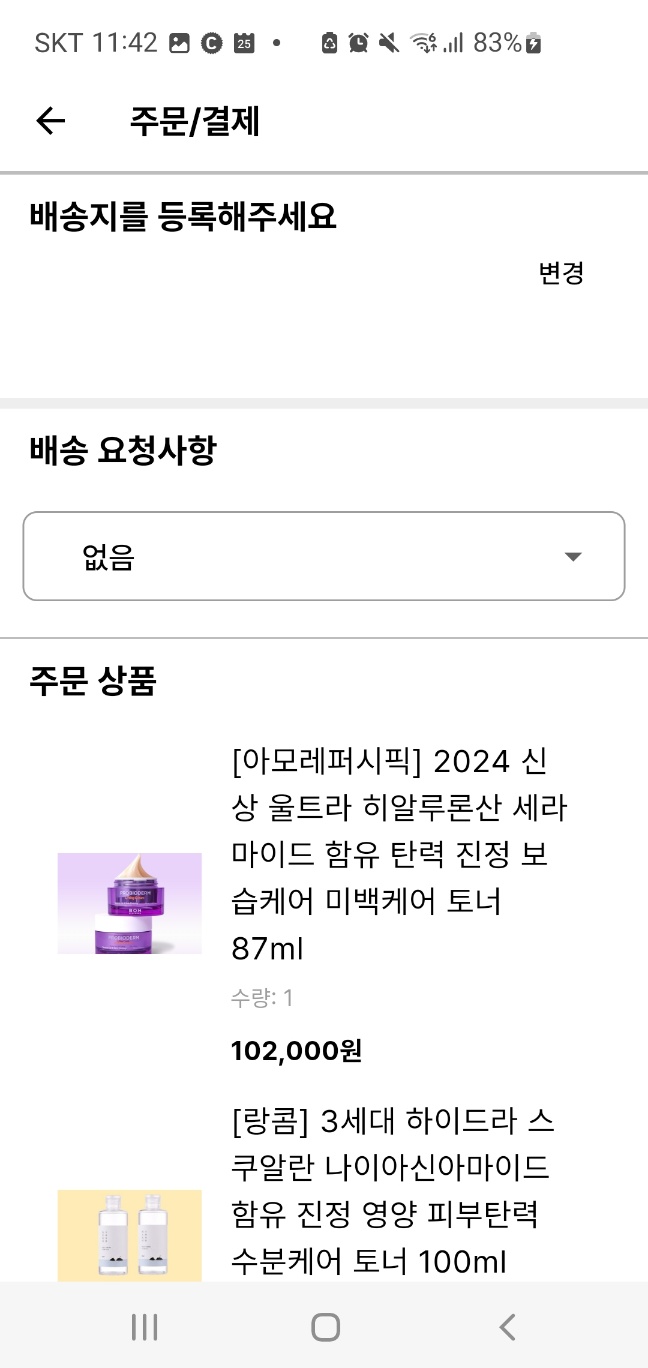 SKT 11:42
25
6
83%
주문/결제
배송지를 등록해주세요
변경
배송 요청사항
없음
주문 상품
[아모레퍼시픽] 2024 신
상 울트라 히알루론산 세라
마이드 함유 탄력 진정 보
습케어 미백케어 토너
87ml
PROBIODERM
BOH
PROBIODERM
수량: 1
102,000원
[랑콤] 3세대 하이드라 스
쿠알란 나이아신아마이드
함유 진정 영양 피부탄력
수분케어 토너 100ml